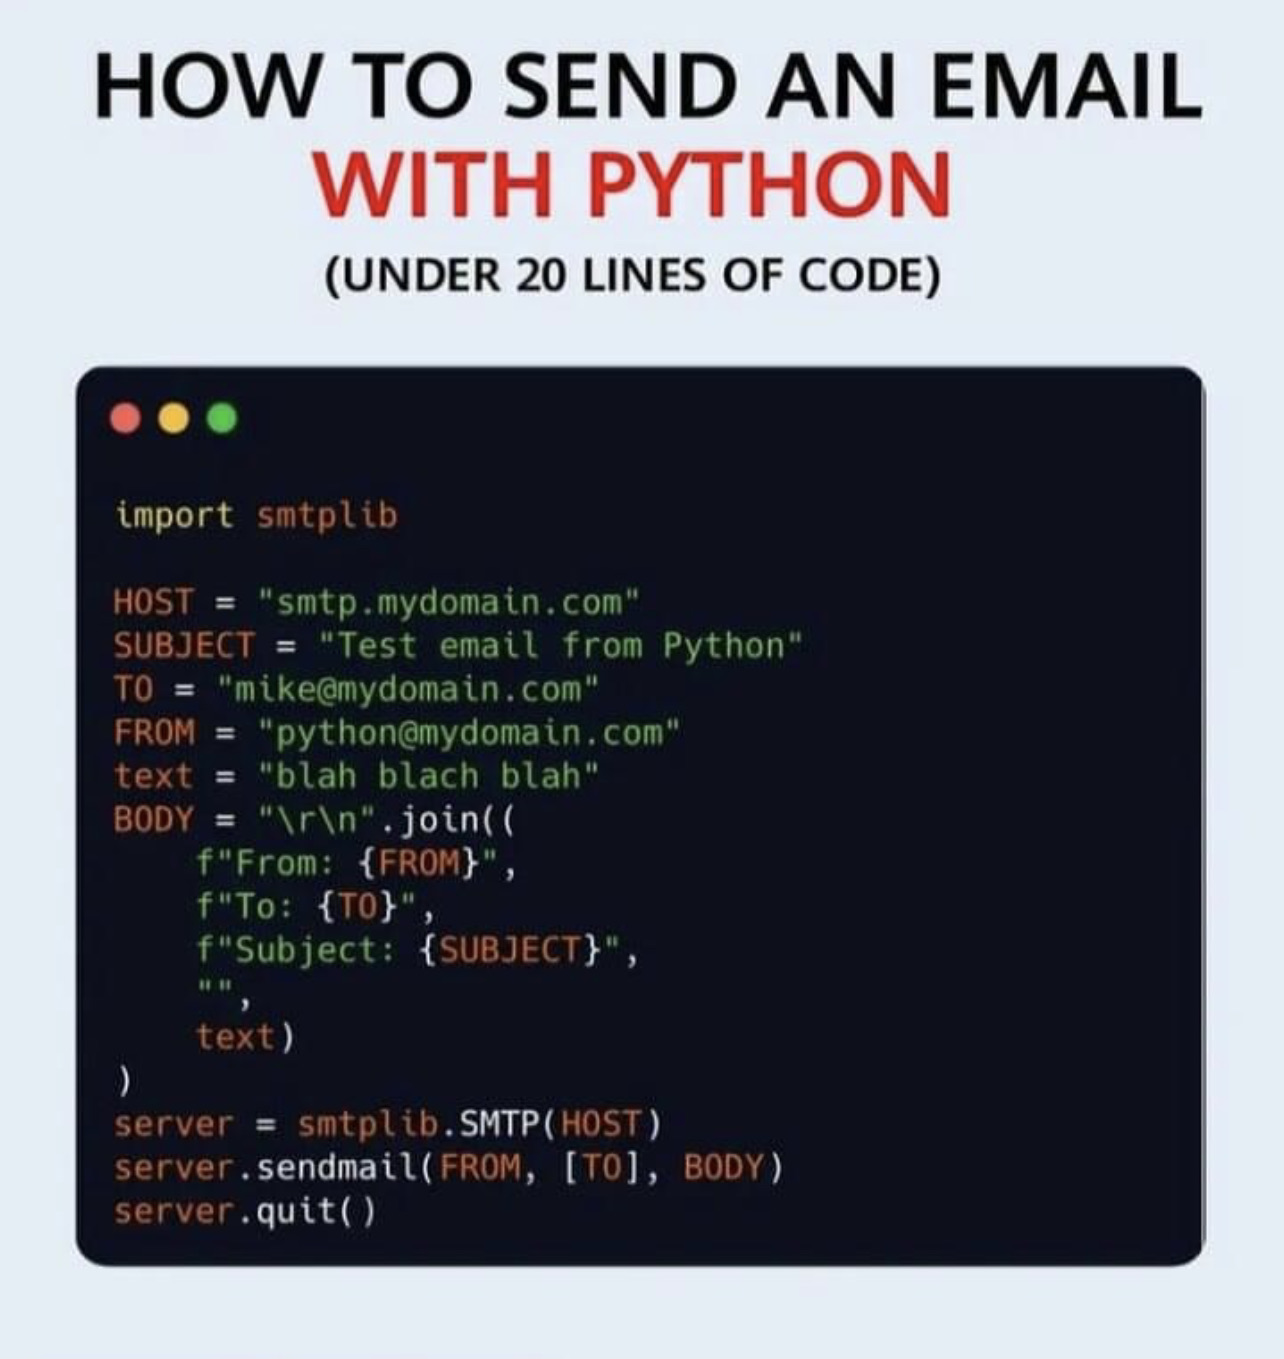 HOW TO SEND AN EMAIL
WITH PYTHON
(UNDER 20 LINES OF CODE)
import smtplib
HOST = "smtp.mydomain.com"
SUBJECT = "Test email from Python"
TO = "mike@mydomain.com"
FROM = "python@mydomain.com"
text = "blah blach blah"
BODY = "\r\n".join((
    f"From: {FROM}",
    f"To: {TO}",
    f"Subject: {SUBJECT}",
    "",
    text)
)
server = smtplib.SMTP(HOST)
server.sendmail(FROM, [TO], BODY)
server.quit()